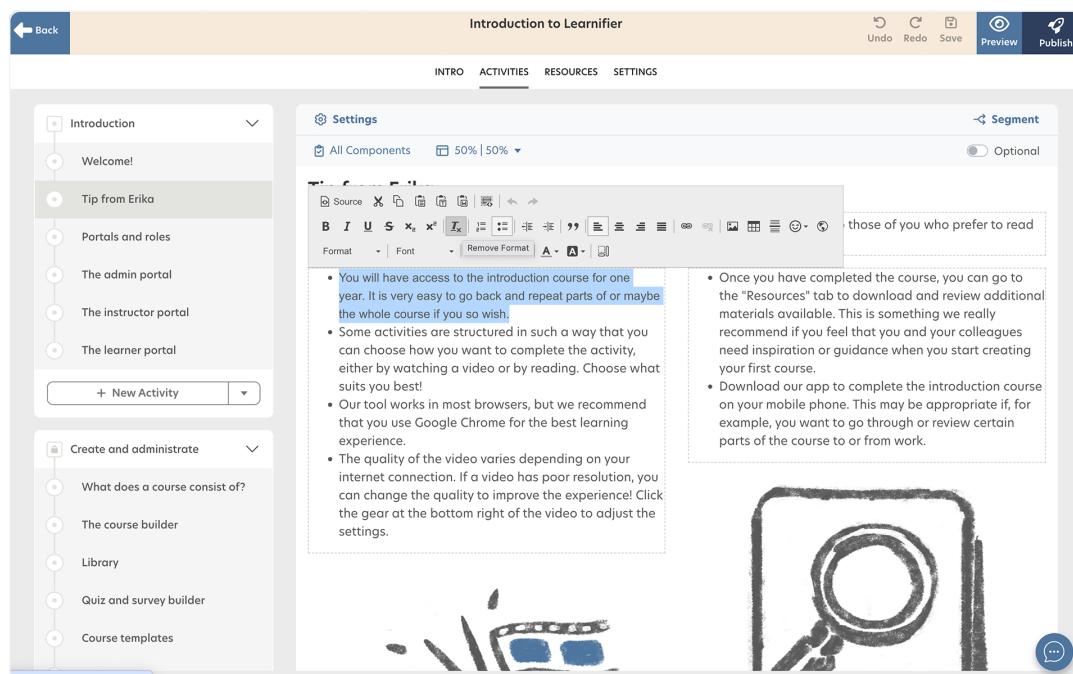 Back
Introduction to Learnifier
Undo
Redo
Save
Preview
Publish
INTRO
ACTIVITIES
RESOURCES
SETTINGS
Introduction
Welcome!
Tip from Erika
Portals and roles
The admin portal
The instructor portal
The learner portal
+ New Activity
Create and administrate
What does a course consist of?
The course builder
Library
Quiz and survey builder
Course templates
Settings
Segment
All Components
50% | 50%
Optional
Tip from Erika
Source
B I U S x₂ x² Tx
Format
Font
Remove Format
A
A
those of you who prefer to read
• You will have access to the introduction course for one
year. It is very easy to go back and repeat parts of or maybe
the whole course if you so wish.
• Some activities are structured in such a way that you
can choose how you want to complete the activity,
either by watching a video or by reading. Choose what
suits you best!
• Our tool works in most browsers, but we recommend
that you use Google Chrome for the best learning
experience.
• The quality of the video varies depending on your
internet connection. If a video has poor resolution, you
can change the quality to improve the experience! Click
the gear at the bottom right of the video to adjust the
settings.
• Once you have completed the course, you can go to
the "Resources" tab to download and review additional
materials available. This is something we really
recommend if you feel that you and your colleagues
need inspiration or guidance when you start creating
your first course.
• Download our app to complete the introduction course
on your mobile phone. This may be appropriate if, for
example, you want to go through or review certain
parts of the course to or from work.